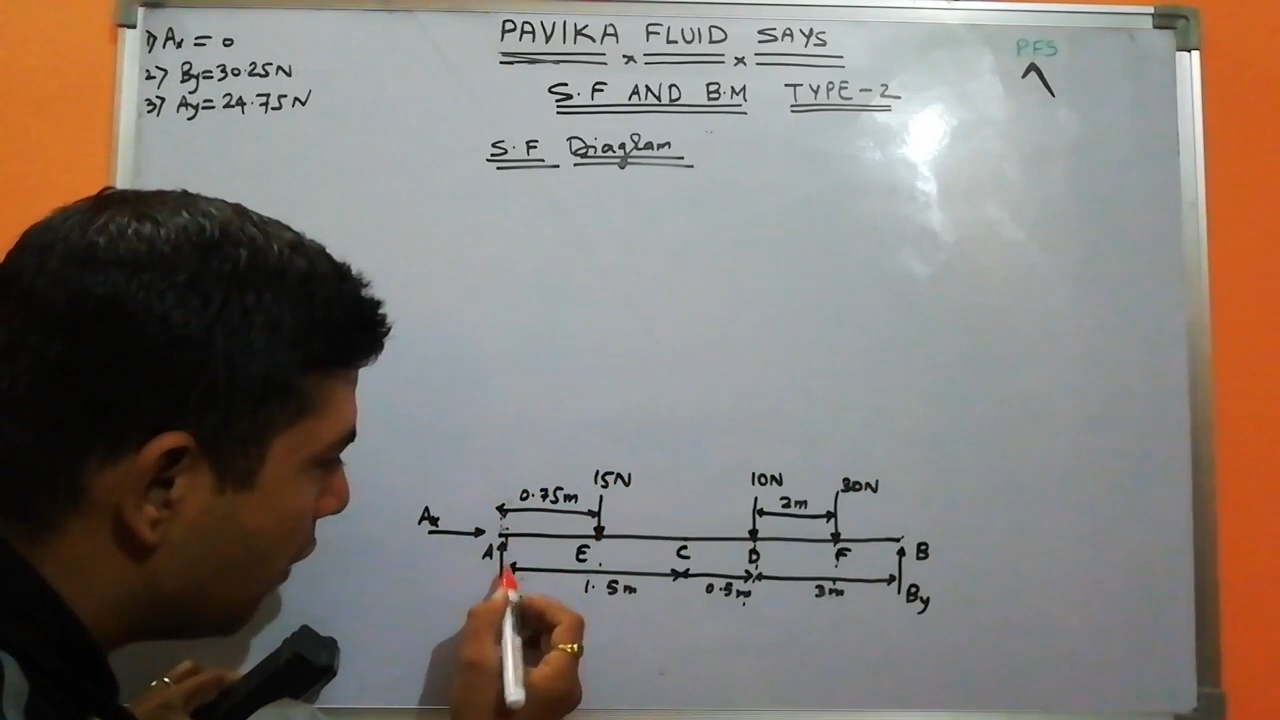 PAVIKA FLUID SAYS
PFS
1) Ax = 0
2) By=30.25N
3) Ay=24.75N
S.F AND B.M TYPE-2
S.F Diagram
15N
10N
30N
0.75m
2m
Ax
A
E
C
D
F
B
1.5m
0.5m
3m
By